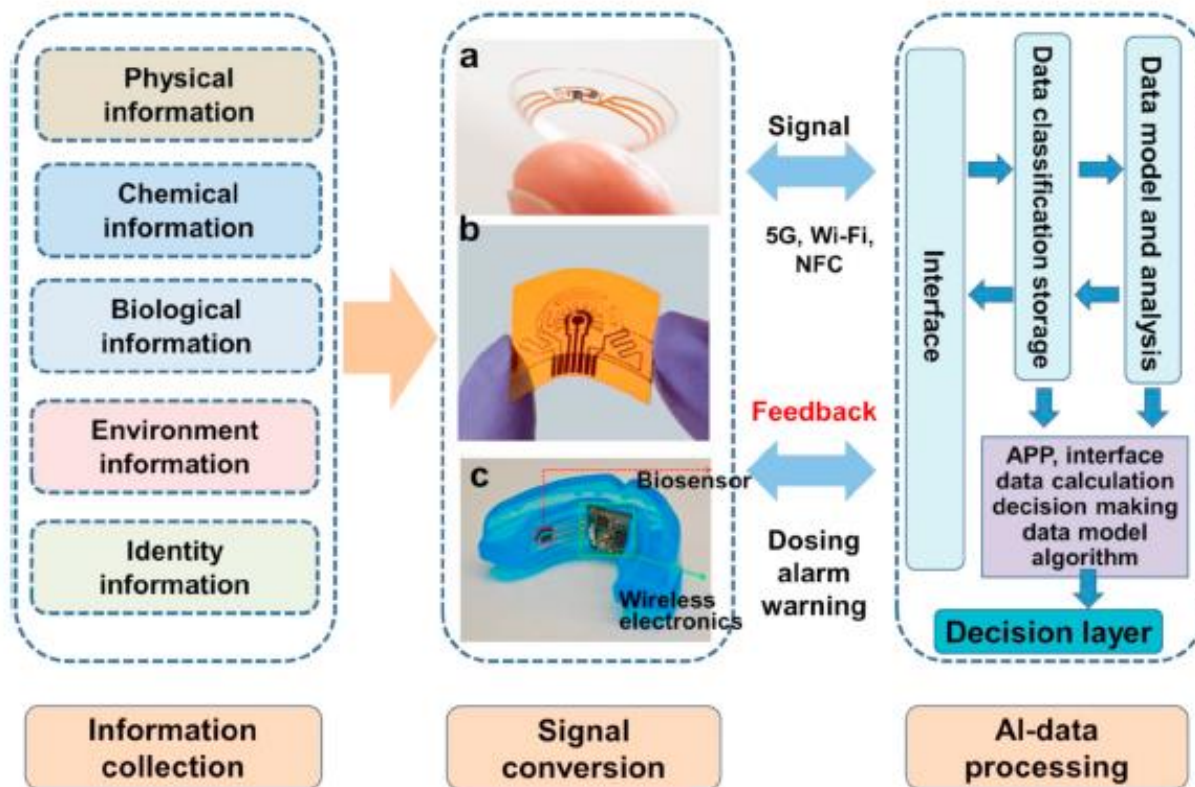 Physical
information
Chemical
information
Biological
information
Environment
information
Identity
information
Information
collection
a
b
c
Biosensor
Wireless
electronics
Signal
conversion
Signal
5G, Wi-Fi,
NFC
Feedback
Dosing
alarm
warning
Interface
Data classification storage
Data model and analysis
APP, interface
data calculation
decision making
data model
algorithm
Decision layer
AI-data
processing